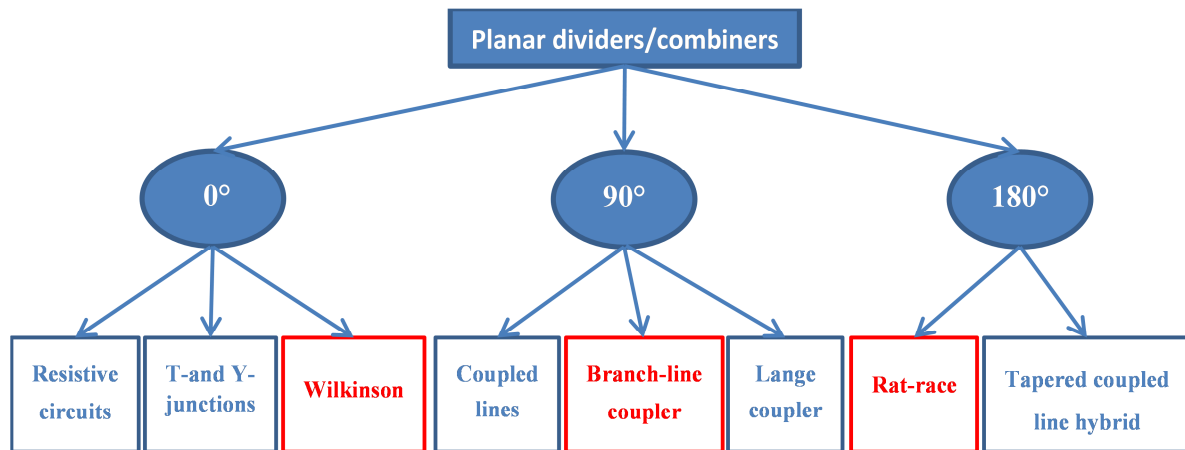 Planar dividers/combiners
0°
90°
180°
Resistive
circuits
T-and Y-
junctions
Wilkinson
Coupled
lines
Branch-line
coupler
Lange
coupler
Rat-race
Tapered coupled
line hybrid